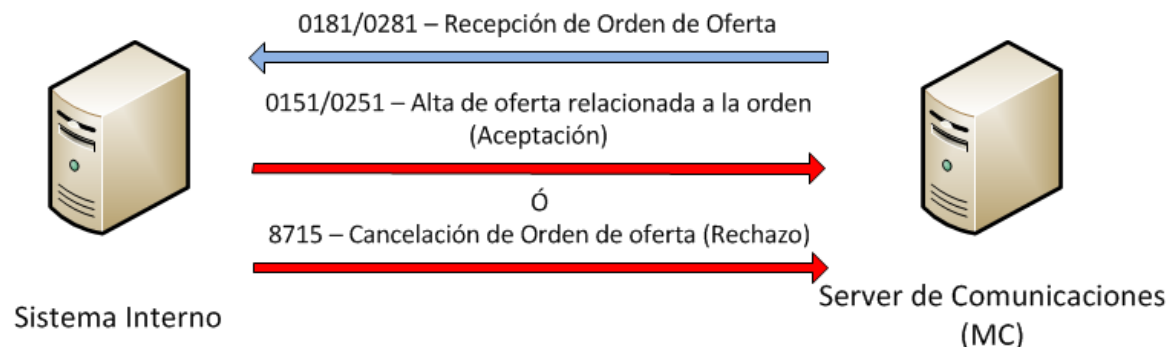 0181/0281 – Recepción de Orden de Oferta
0151/0251 – Alta de oferta relacionada a la orden
(Aceptación)
Ó
8715 – Cancelación de Orden de oferta (Rechazo)
Sistema Interno
Server de Comunicaciones
(MC)